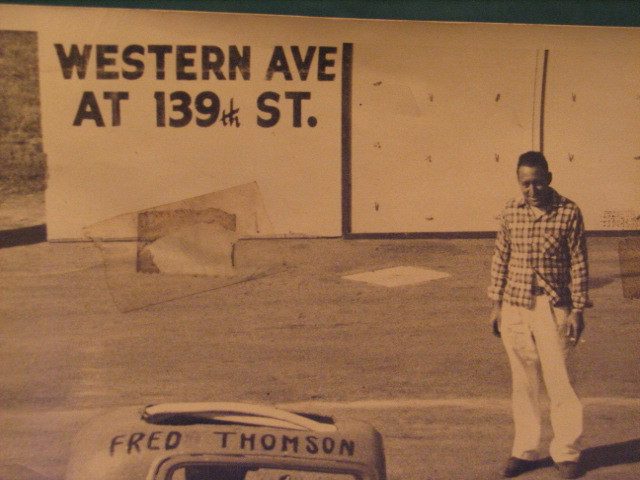 WESTERN AVE
AT 139th ST.
FRED THOMSON